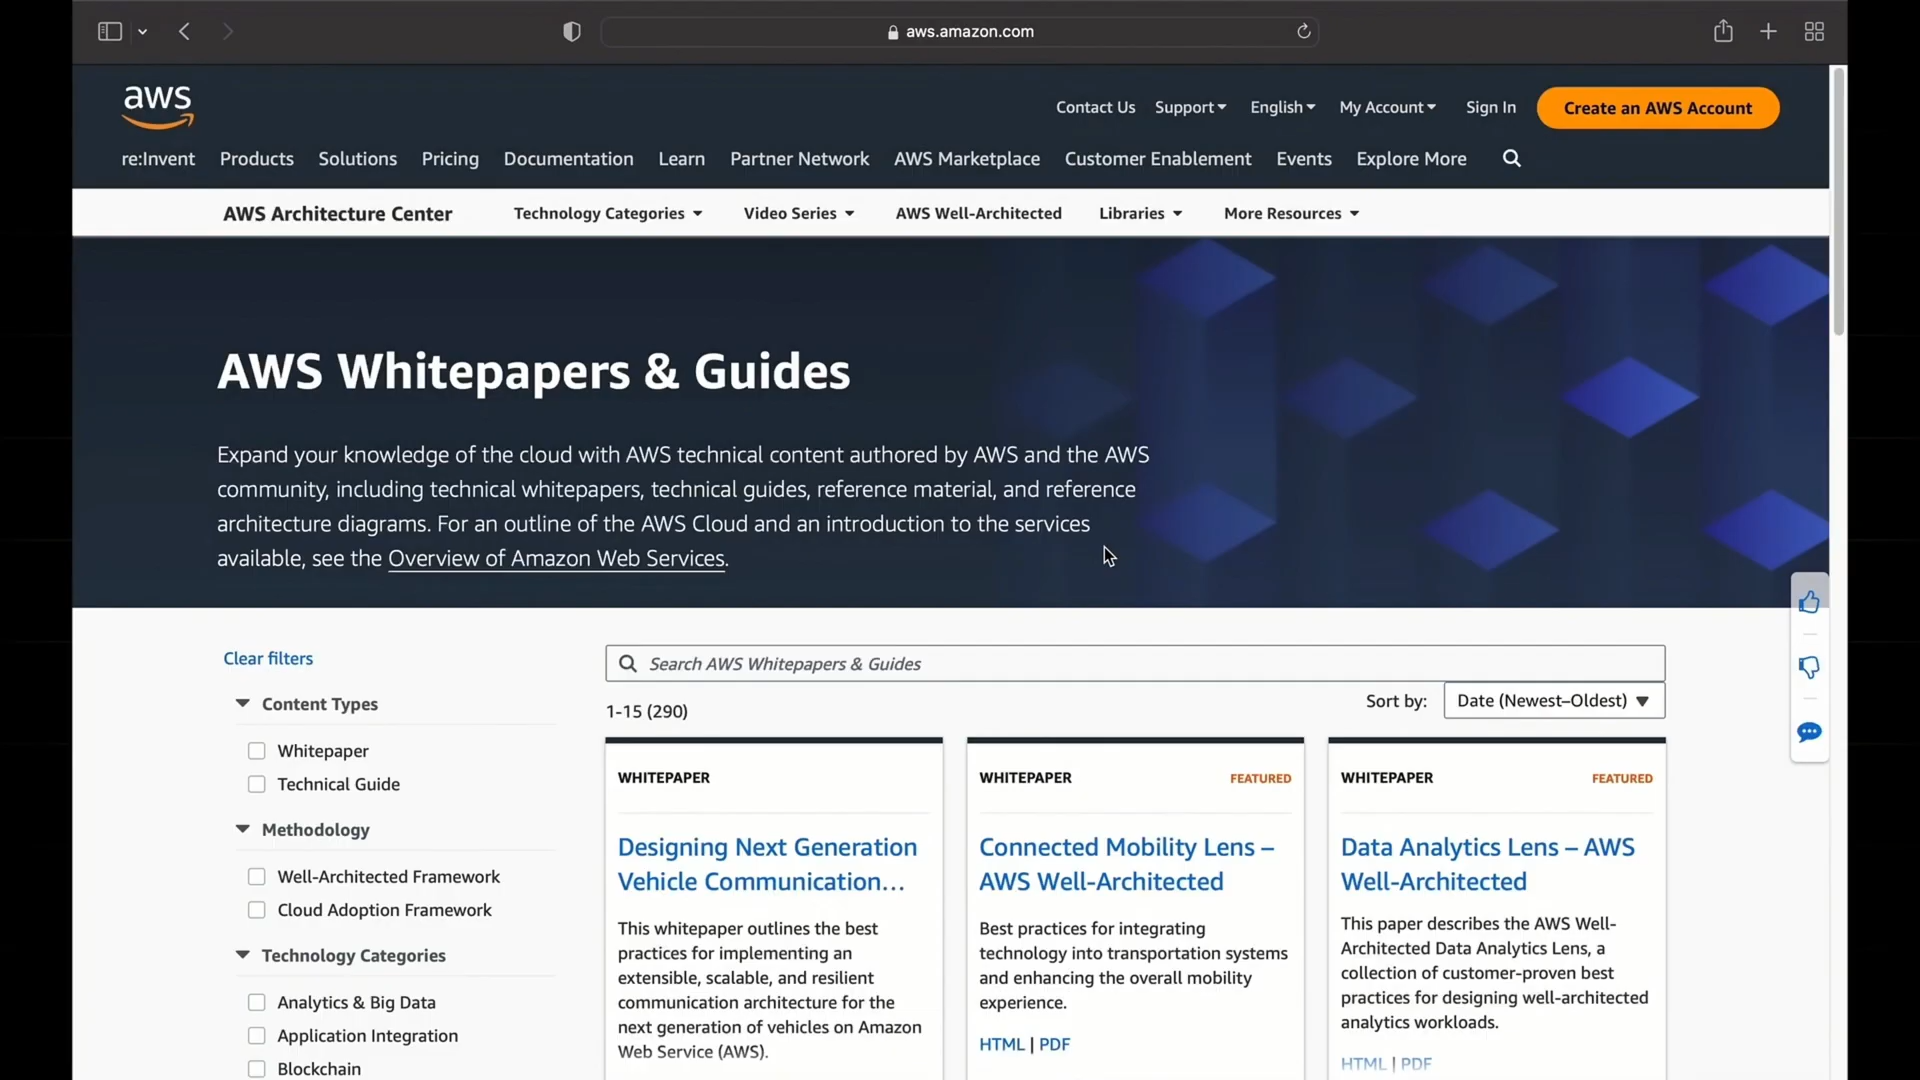 aws.amazon.com
aws
Contact Us
Support
English
My Account
Sign In
Create an AWS Account
re:Invent
Products
Solutions
Pricing
Documentation
Learn
Partner Network
AWS Marketplace
Customer Enablement
Events
Explore More
AWS Architecture Center
Technology Categories
Video Series
AWS Well-Architected
Libraries
More Resources
AWS Whitepapers & Guides
Expand your knowledge of the cloud with AWS technical content authored by AWS and the AWS
community, including technical whitepapers, technical guides, reference material, and reference
architecture diagrams. For an outline of the AWS Cloud and an introduction to the services
available, see the Overview of Amazon Web Services.
Clear filters
Content Types
Whitepaper
Technical Guide
Methodology
Well-Architected Framework
Cloud Adoption Framework
Technology Categories
Analytics & Big Data
Application Integration
Blockchain
Search AWS Whitepapers & Guides
1-15 (290)
Sort by:
Date (Newest–Oldest)
WHITEPAPER
Designing Next Generation
Vehicle Communication...
This whitepaper outlines the best
practices for implementing an
extensible, scalable, and resilient
communication architecture for the
next generation of vehicles on Amazon
Web Service (AWS).
WHITEPAPER
FEATURED
Connected Mobility Lens –
AWS Well-Architected
Best practices for integrating
technology into transportation systems
and enhancing the overall mobility
experience.
HTML | PDF
WHITEPAPER
FEATURED
Data Analytics Lens – AWS
Well-Architected
This paper describes the AWS Well-
Architected Data Analytics Lens, a
collection of customer-proven best
practices for designing well-architected
analytics workloads.
HTML | PDF